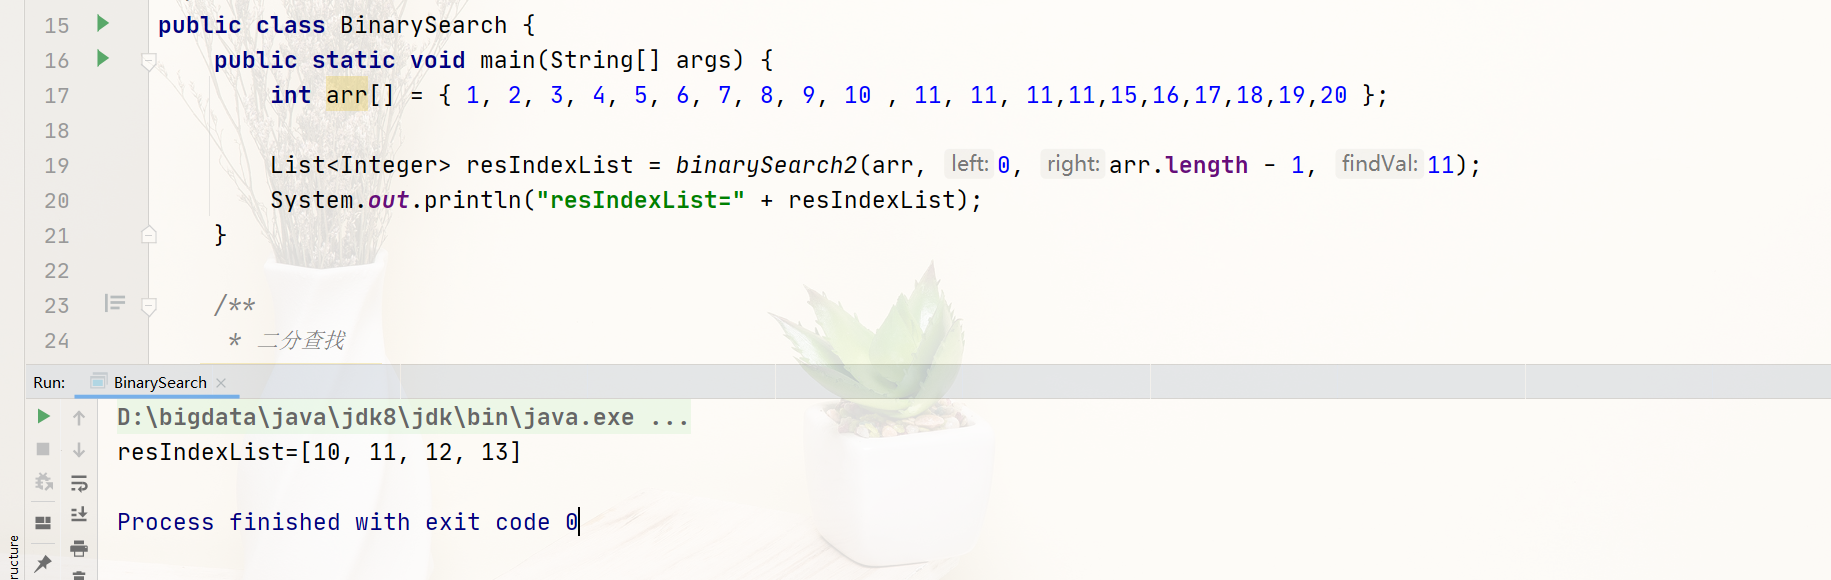 15 public class BinarySearch {
16 public static void main(String[] args) {
17 int arr[] = { 1, 2, 3, 4, 5, 6, 7, 8, 9, 10 , 11, 11, 11,11,15,16,17,18,19,20 };
18
19 List<Integer> resIndexList = binarySearch2(arr, left: 0, right: arr.length - 1, findVal: 11);
20 System.out.println("resIndexList=" + resIndexList);
21 }
22
23 /**
24 * 二分查找
Run: BinarySearch ×
D:\bigdata\java\jdk8\jdk\bin\java.exe ...
resIndexList=[10, 11, 12, 13]
Process finished with exit code 0
ructure